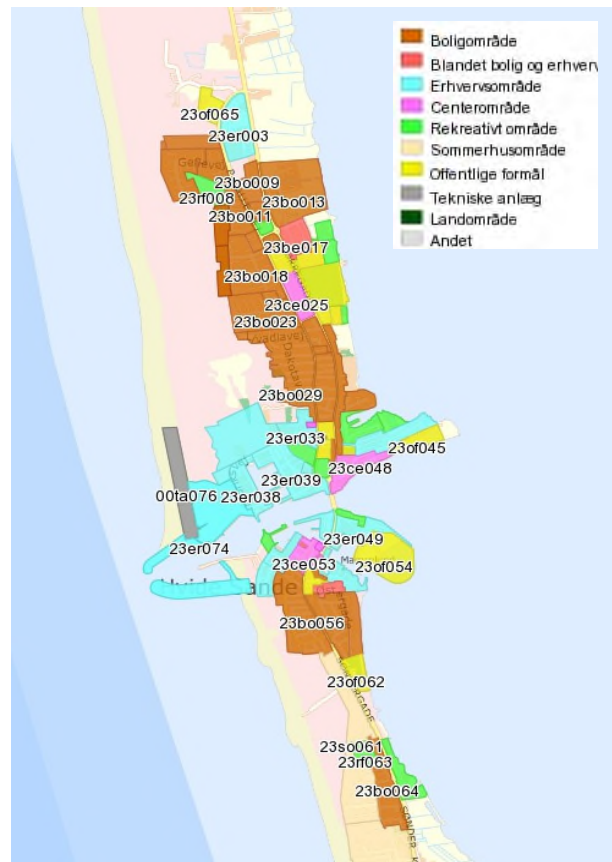 Boligområde
Blandet bolig og erhverv
Erhvervsområde
Centerområde
Rekreativt område
Sommerhusområde
Offentlige formål
Tekniske anlæg
Landområde
Andet
23of065
23er003
23bo009
23rf008
23bo013
23bo011
23be017
23bo018
23ce025
23bo023
23bo029
23er033
23of045
23ce048
23er039
00ta076
23er038
23er049
23er074
23ce053
23of054
23bo056
23of062
23so061
23rf063
23bo064